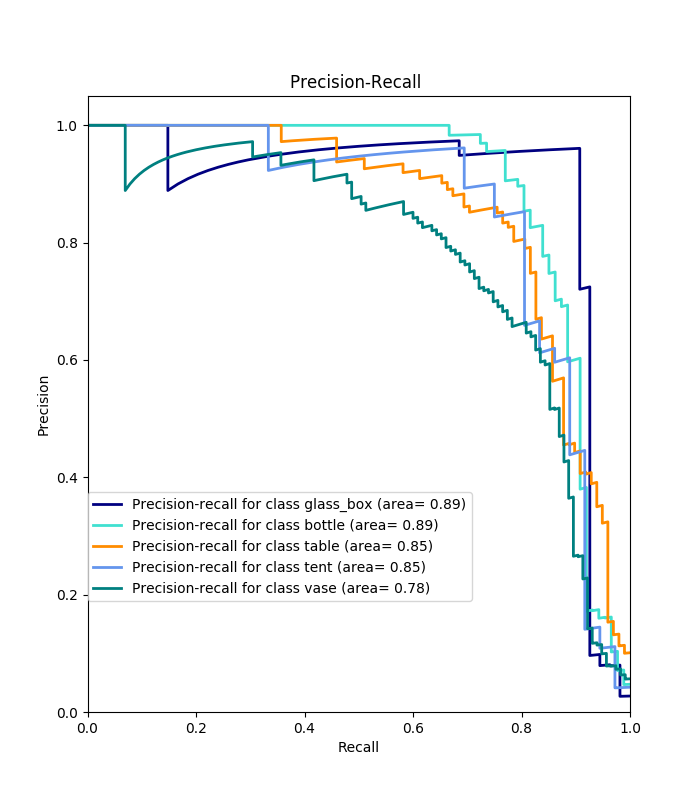 Precision-Recall
1.0
0.8
0.6
0.4
0.2
0.0
Precision
Precision-recall for class glass_box (area= 0.89)
Precision-recall for class bottle (area= 0.89)
Precision-recall for class table (area= 0.85)
Precision-recall for class tent (area= 0.85)
Precision-recall for class vase (area= 0.78)
0.0 0.2 0.4 0.6 0.8 1.0
Recall